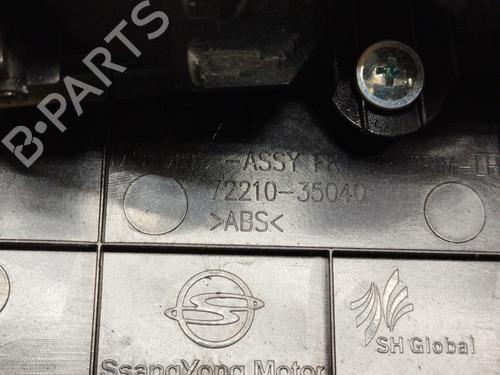 B-PARTS
-ASSY
72210-35040
>ABS<
SsangYong Motor
SH Global